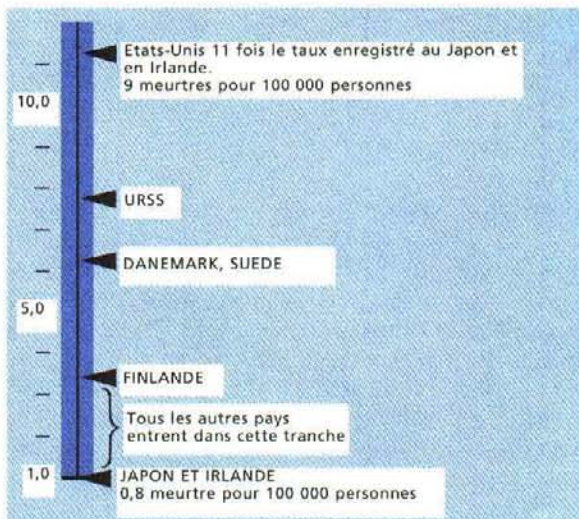 Etats-Unis 11 fois le taux enregistré au Japon et
en Irlande.
9 meurtres pour 100 000 personnes
10,0
URSS
DANEMARK, SUEDE
5,0
FINLANDE
Tous les autres pays
entrent dans cette tranche
1,0
JAPON ET IRLANDE
0,8 meurtre pour 100 000 personnes